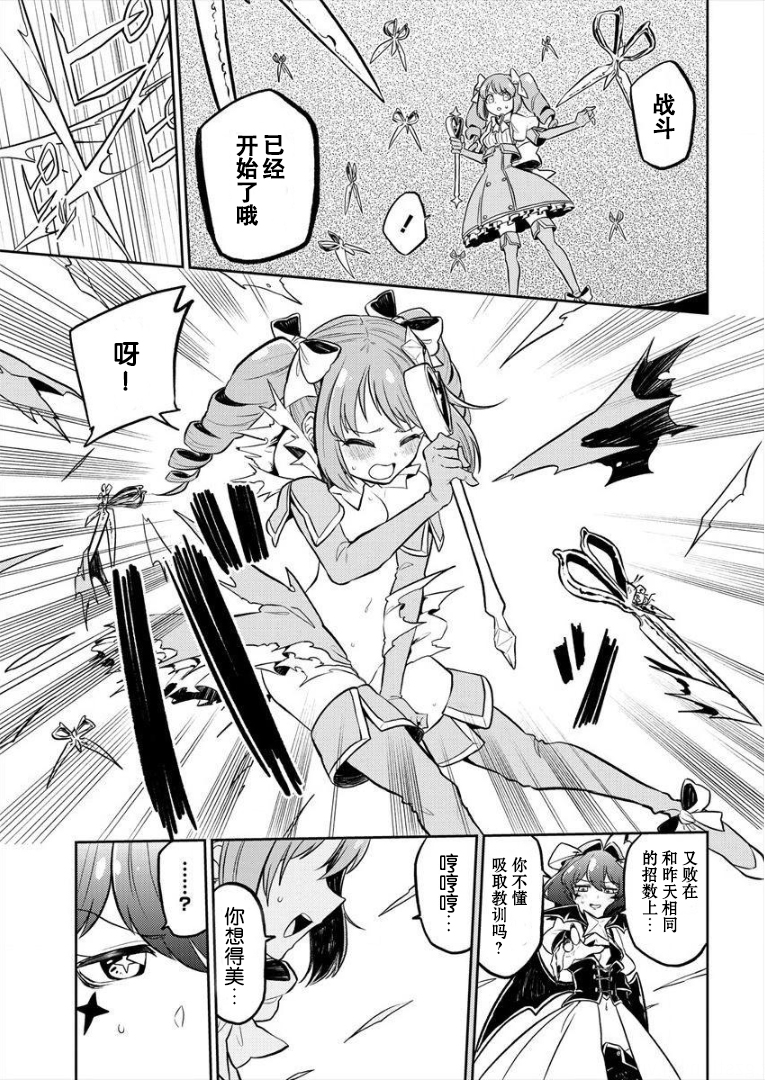 战斗
已经
开始了哦
！
呀！
又败在
和昨天相同
的招数上…
你不懂
吸取教训吗？
哼哼哼…
你想得美…
……？